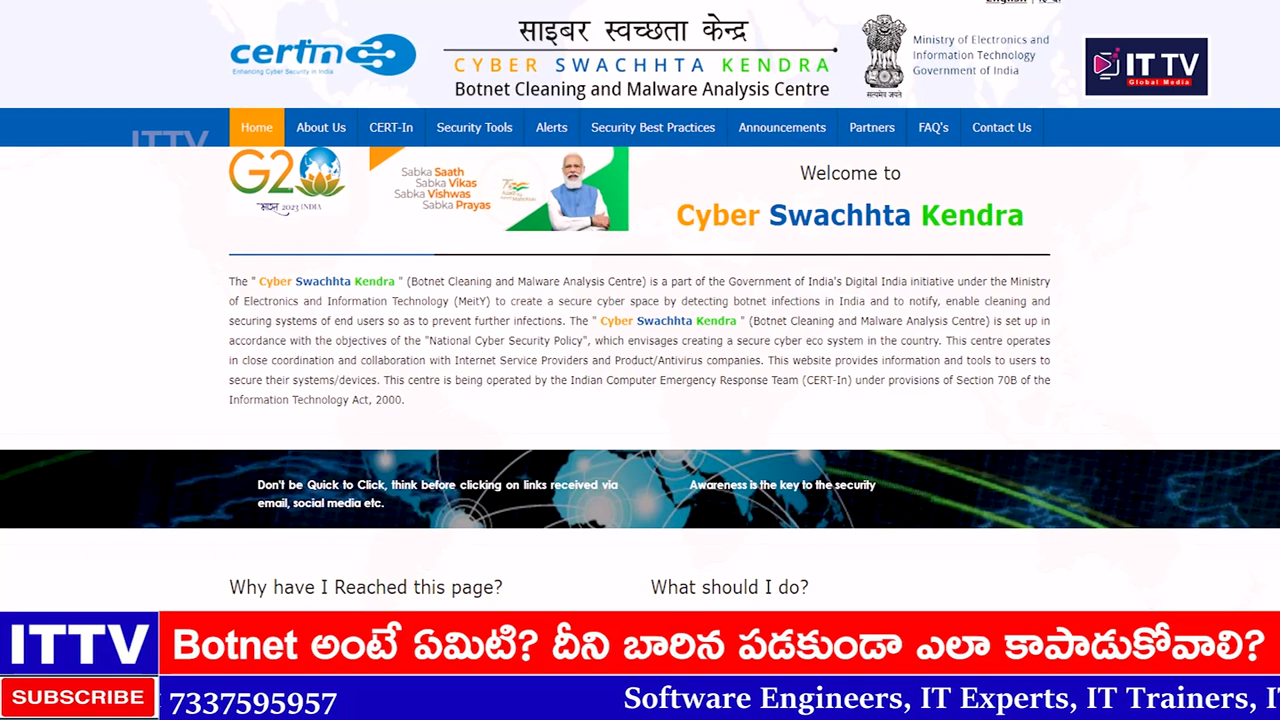 English | हिन्दी
certin
Enhancing Cyber Security in India
साइबर स्वच्छता केन्द्र
CYBER SWACHHTA KENDRA
Botnet Cleaning and Malware Analysis Centre
सत्यमेव जयते
Ministry of Electronics and
Information Technology
Government of India
IT TV
Global Media
ITTV
Home About Us CERT-In Security Tools Alerts Security Best Practices Announcements Partners FAQ's Contact Us
G20
भारत 2023 INDIA
Sabka Saath
Sabka Vikas
Sabka Vishwas
Sabka Prayas
Welcome to
Cyber Swachhta Kendra
The " Cyber Swachhta Kendra " (Botnet Cleaning and Malware Analysis Centre) is a part of the Government of India's Digital India initiative under the Ministry
of Electronics and Information Technology (MeitY) to create a secure cyber space by detecting botnet infections in India and to notify, enable cleaning and
securing systems of end users so as to prevent further infections. The " Cyber Swachhta Kendra " (Botnet Cleaning and Malware Analysis Centre) is set up in
accordance with the objectives of the "National Cyber Security Policy", which envisages creating a secure cyber eco system in the country. This centre operates
in close coordination and collaboration with Internet Service Providers and Product/Antivirus companies. This website provides information and tools to users to
secure their systems/devices. This centre is being operated by the Indian Computer Emergency Response Team (CERT-In) under provisions of Section 70B of the
Information Technology Act, 2000.
Don't be Quick to Click, think before clicking on links received via
email, social media etc.
Awareness is the key to the security
Why have I Reached this page?
What should I do?
ITTV
Botnet అంటే ఏమిటి? దీని బారిన పడకుండా ఎలా కాపాడుకోవాలి?
SUBSCRIBE
7337595957
Software Engineers, IT Experts, IT Trainers, I